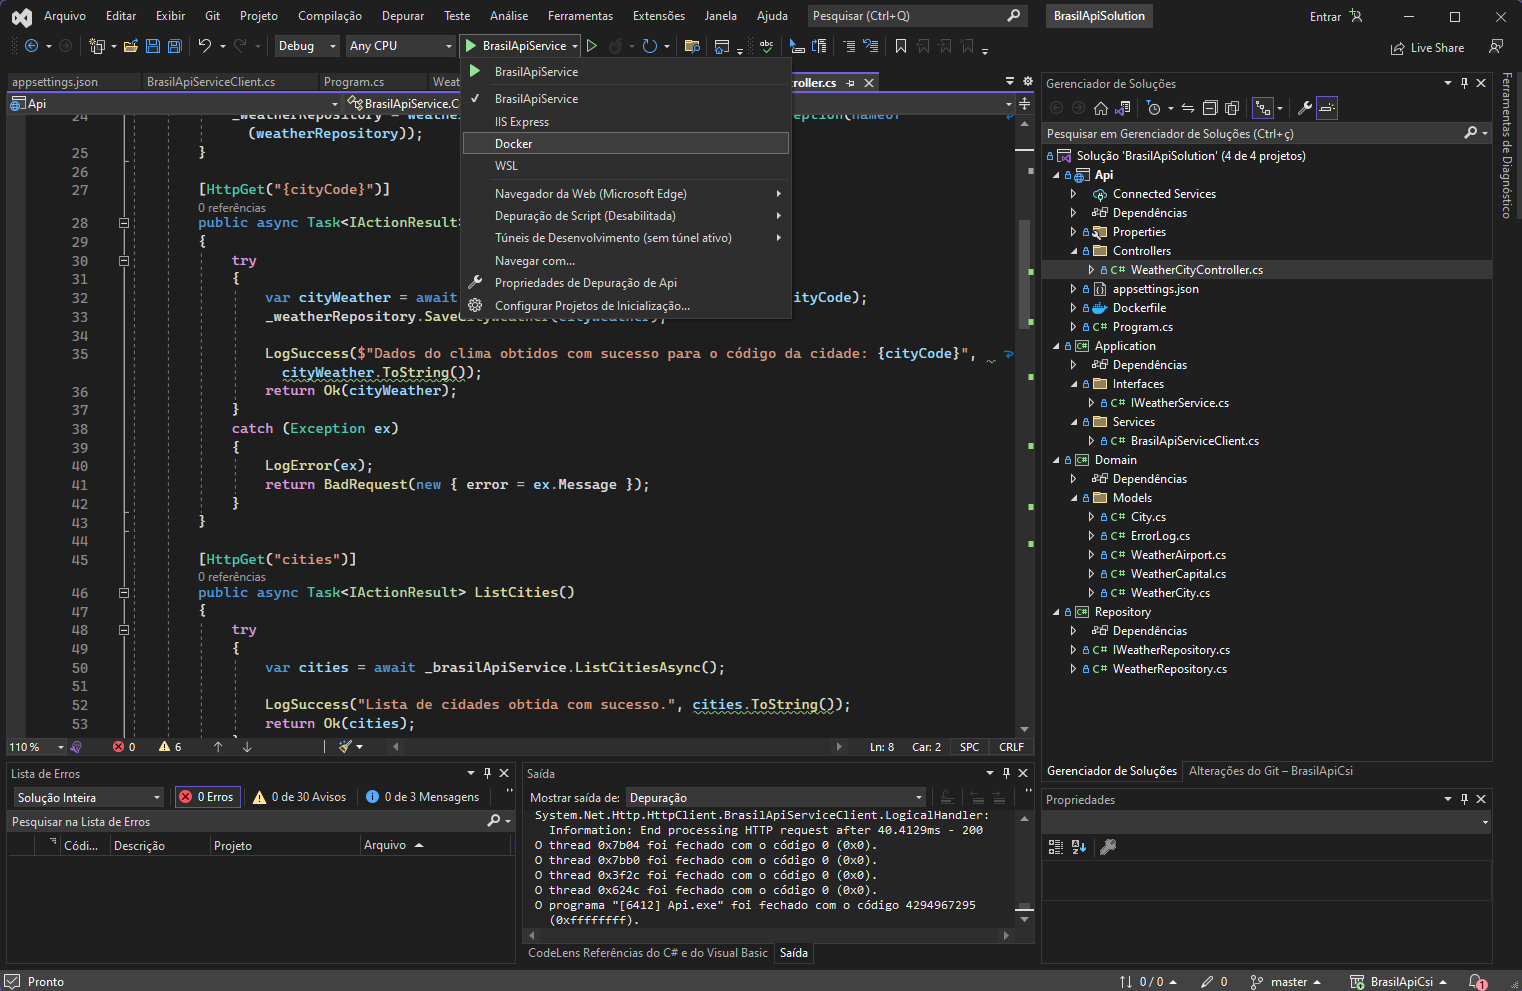 Arquivo Editar Exibir Git Projeto Compilação Depurar Teste Análise Ferramentas Extensões Janela Ajuda Pesquisar (Ctrl+Q) BrasilApiSolution Entrar
Debug Any CPU BrasilApiService Live Share
appsettings.json BrasilApiServiceClient.cs Program.cs Weat roller.cs
Api BrasilApiService.C
BrasilApiService
BrasilApiService
IIS Express
Docker
WSL
Navegador da Web (Microsoft Edge)
Depuração de Script (Desabilitada)
Túneis de Desenvolvimento (sem túnel ativo)
Navegar com...
Propriedades de Depuração de Api
Configurar Projetos de Inicialização...
24 _weatherRepository = weathe eption(nameof
(weatherRepository));
25 }
26
27 [HttpGet("{cityCode}")]
0 referências
28 public async Task<IActionResult>
29 {
30 try
31 {
32 var cityWeather = await ityCode);
33 _weatherRepository.SaveCityWeather(cityWeather);
34
35 LogSuccess($"Dados do clima obtidos com sucesso para o código da cidade: {cityCode}",
cityWeather.ToString());
36 return Ok(cityWeather);
37 }
38 catch (Exception ex)
39 {
40 LogError(ex);
41 return BadRequest(new { error = ex.Message });
42 }
43 }
44
45 [HttpGet("cities")]
0 referências
46 public async Task<IActionResult> ListCities()
47 {
48 try
49 {
50 var cities = await _brasilApiService.ListCitiesAsync();
51
52 LogSuccess("Lista de cidades obtida com sucesso.", cities.ToString());
53 return Ok(cities);
110 % 0 6 Ln: 8 Car: 2 SPC CRLF
Gerenciador de Soluções
Pesquisar em Gerenciador de Soluções (Ctrl+ç)
Solução 'BrasilApiSolution' (4 de 4 projetos)
Api
Connected Services
Dependências
Properties
Controllers
C# WeatherCityController.cs
appsettings.json
Dockerfile
C# Program.cs
C# Application
Dependências
Interfaces
C# IWeatherService.cs
Services
C# BrasilApiServiceClient.cs
C# Domain
Dependências
Models
C# City.cs
C# ErrorLog.cs
C# WeatherAirport.cs
C# WeatherCapital.cs
C# WeatherCity.cs
C# Repository
Dependências
C# IWeatherRepository.cs
C# WeatherRepository.cs
Gerenciador de Soluções Alterações do Git – BrasilApiCsi
Ferramentas de Diagnóstico
Propriedades
Lista de Erros
Solução Inteira 0 Erros 0 de 30 Avisos 0 de 3 Mensagens "
Pesquisar na Lista de Erros
Códi... Descrição Projeto Arquivo
Saída
Mostrar saída de: Depuração "
System.Net.Http.HttpClient.BrasilApiServiceClient.LogicalHandler:
Information: End processing HTTP request after 40.4129ms - 200
O thread 0x7b04 foi fechado com o código 0 (0x0).
O thread 0x7bb0 foi fechado com o código 0 (0x0).
O thread 0x3f2c foi fechado com o código 0 (0x0).
O thread 0x624c foi fechado com o código 0 (0x0).
O programa "[6412] Api.exe" foi fechado com o código 4294967295
(0xffffffff).
CodeLens Referências do C# e do Visual Basic Saída
Pronto 0 / 0 0 master BrasilApiCsi 1